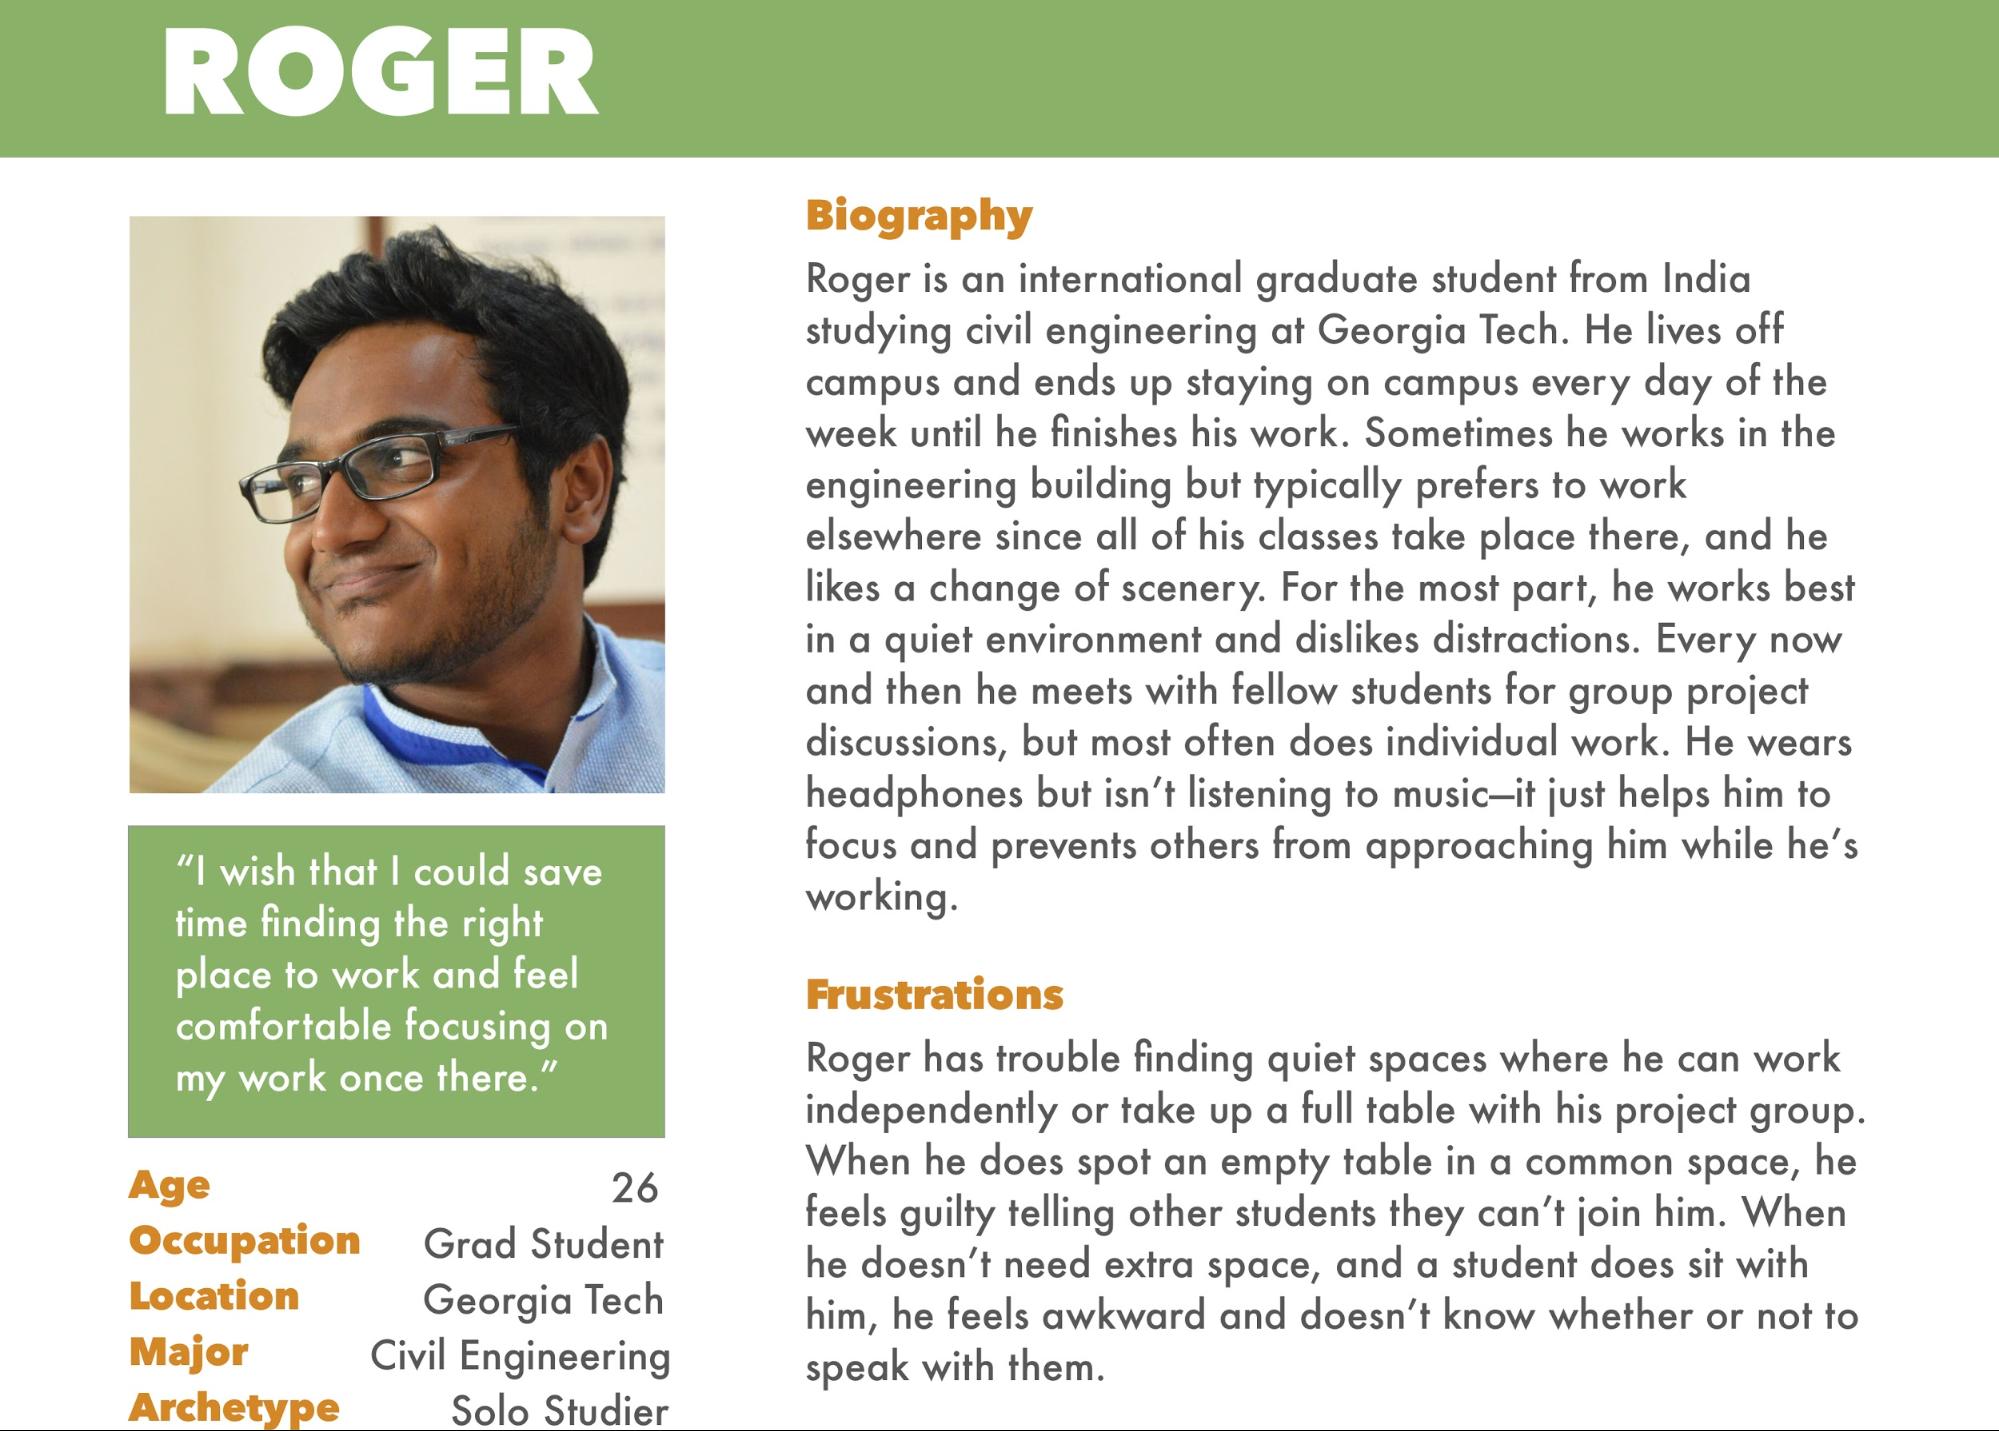 ROGER
"I wish that I could save
time finding the right
place to work and feel
comfortable focusing on
my work once there."
Age 26
Occupation Grad Student
Location Georgia Tech
Major Civil Engineering
Archetype Solo Studier
Biography
Roger is an international graduate student from India
studying civil engineering at Georgia Tech. He lives off
campus and ends up staying on campus every day of the
week until he finishes his work. Sometimes he works in the
engineering building but typically prefers to work
elsewhere since all of his classes take place there, and he
likes a change of scenery. For the most part, he works best
in a quiet environment and dislikes distractions. Every now
and then he meets with fellow students for group project
discussions, but most often does individual work. He wears
headphones but isn’t listening to music—it just helps him to
focus and prevents others from approaching him while he’s
working.
Frustrations
Roger has trouble finding quiet spaces where he can work
independently or take up a full table with his project group.
When he does spot an empty table in a common space, he
feels guilty telling other students they can’t join him. When
he doesn’t need extra space, and a student does sit with
him, he feels awkward and doesn’t know whether or not to
speak with them.